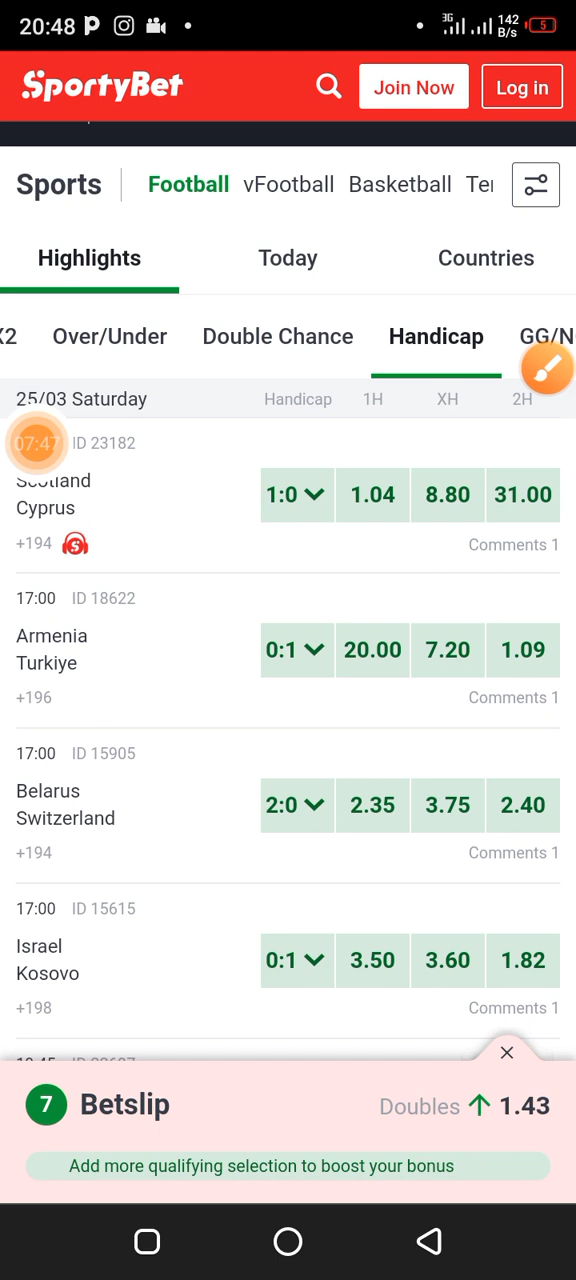 20:48
3G 142 B/s 5
SportyBet
Join Now
Log in
Sports
Football vFootball Basketball
Highlights Today Countries
Over/Under Double Chance Handicap
25/03 Saturday Handicap 1H XH 2H
07:47 ID 23182
Scotland
Cyprus
1:0 1.04 8.80 31.00
+194 Comments 1
17:00 ID 18622
Armenia
Turkiye
0:1 20.00 7.20 1.09
+196 Comments 1
17:00 ID 15905
Belarus
Switzerland
2:0 2.35 3.75 2.40
+194 Comments 1
17:00 ID 15615
Israel
Kosovo
0:1 3.50 3.60 1.82
+198 Comments 1
7 Betslip Doubles 1.43
Add more qualifying selection to boost your bonus